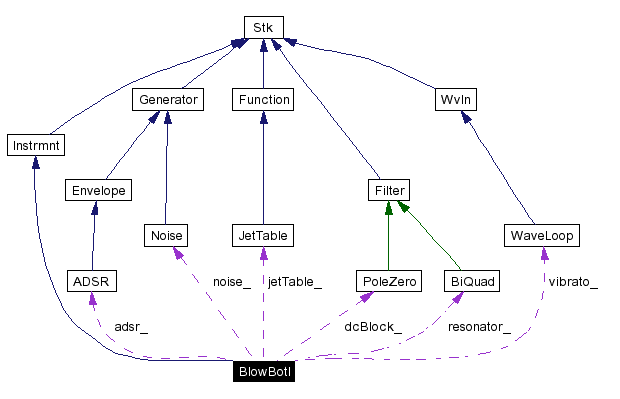 Stk
Generator
Function
WvIn
Instrmnt
Envelope
Filter
Noise
JetTable
WaveLoop
ADSR
noise_
jetTable_
PoleZero
BiQuad
vibrato_
adsr_
dcBlock_
resonator_
BlowBotl